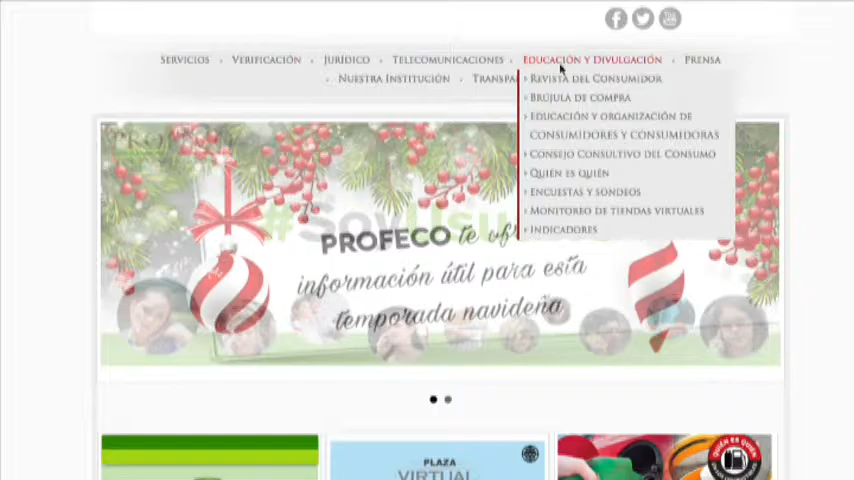 SERVICIOS VERIFICACIÓN JURÍDICO TELECOMUNICACIONES EDUCACIÓN Y DIVULGACIÓN PRENSA
NUESTRA INSTITUCIÓN TRANSPA
REVISTA DEL CONSUMIDOR
BRÚJULA DE COMPRA
EDUCACIÓN Y ORGANIZACIÓN DE
CONSUMIDORES Y CONSUMIDORAS
CONSEJO CONSULTIVO DEL CONSUMO
QUIÉN ES QUIÉN
ENCUESTAS Y SONDEOS
MONITOREO DE TIENDAS VIRTUALES
INDICADORES
#SoyUsu
PROFECO te of
información útil para esta
temporada navideña
PLAZA
VIRTUAL
QUIÉN ES QUIÉN